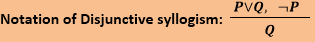 Notation of Disjunctive syllogism: P∨Q, ¬P
Q